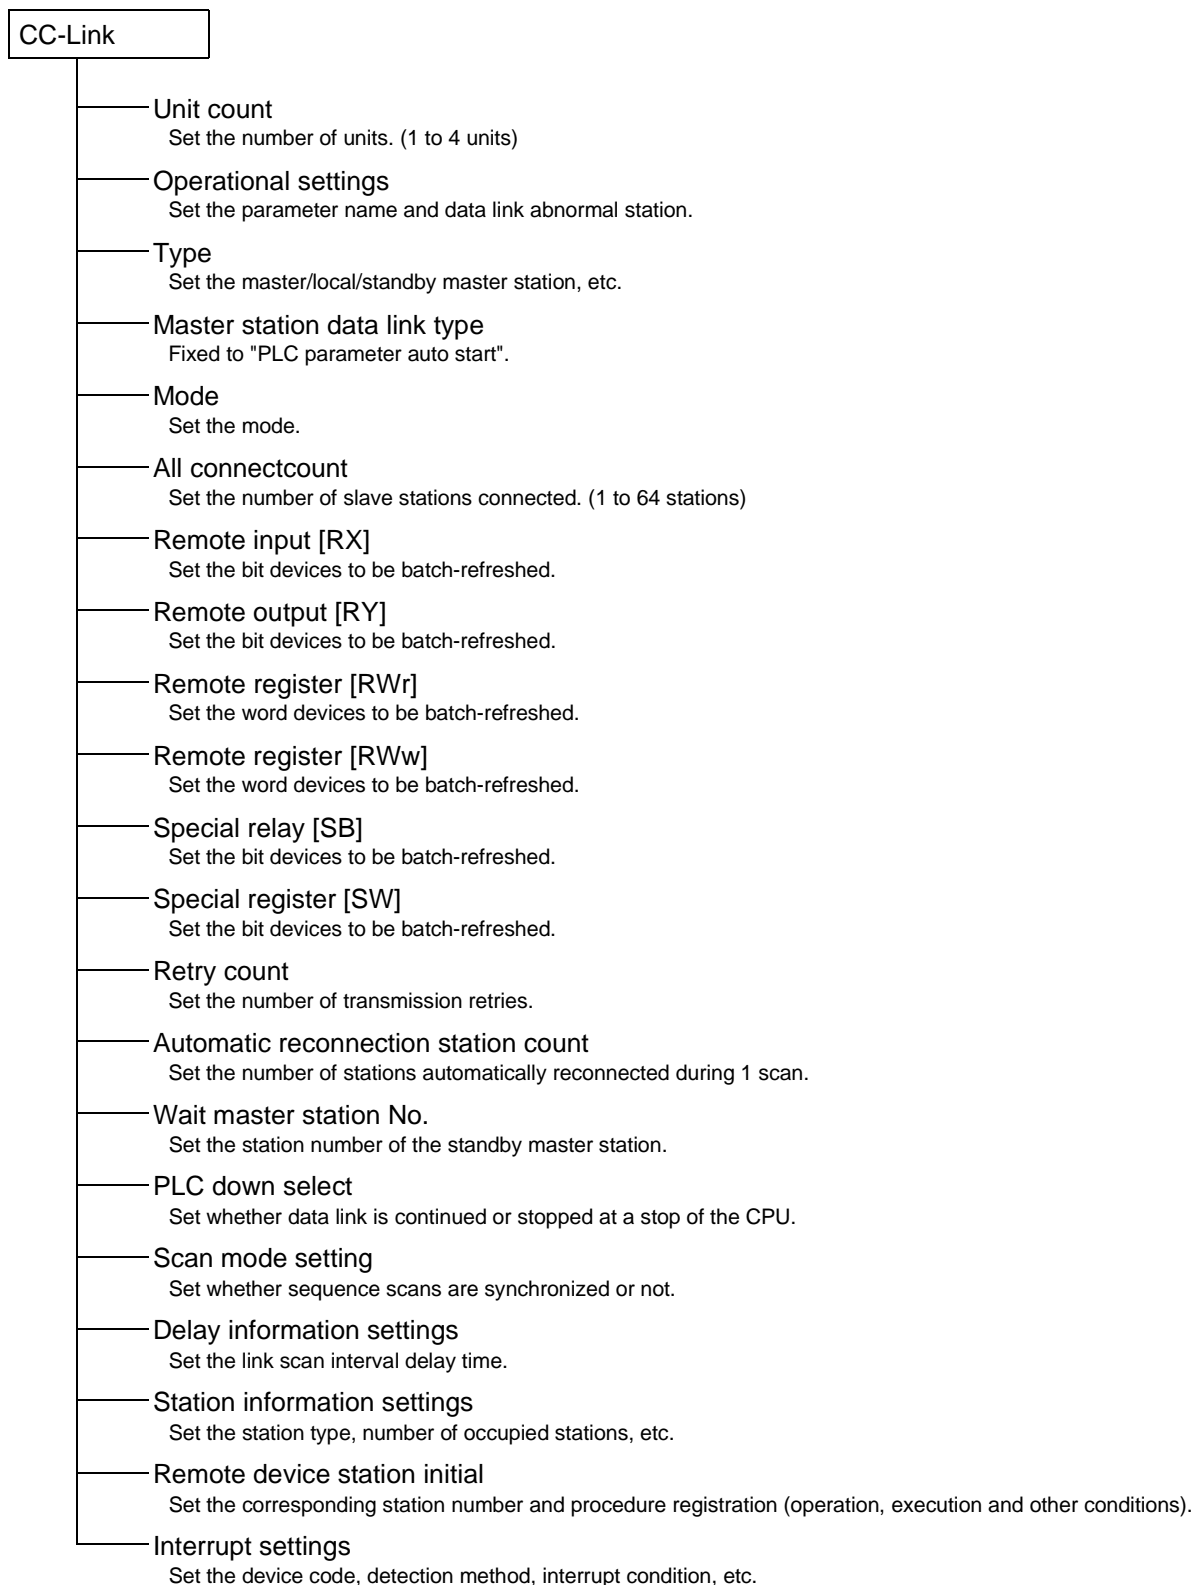 CC-Link
Unit count
Set the number of units. (1 to 4 units)
Operational settings
Set the parameter name and data link abnormal station.
Type
Set the master/local/standby master station, etc.
Master station data link type
Fixed to "PLC parameter auto start".
Mode
Set the mode.
All connectcount
Set the number of slave stations connected. (1 to 64 stations)
Remote input [RX]
Set the bit devices to be batch-refreshed.
Remote output [RY]
Set the bit devices to be batch-refreshed.
Remote register [RWr]
Set the word devices to be batch-refreshed.
Remote register [RWw]
Set the word devices to be batch-refreshed.
Special relay [SB]
Set the bit devices to be batch-refreshed.
Special register [SW]
Set the bit devices to be batch-refreshed.
Retry count
Set the number of transmission retries.
Automatic reconnection station count
Set the number of stations automatically reconnected during 1 scan.
Wait master station No.
Set the station number of the standby master station.
PLC down select
Set whether data link is continued or stopped at a stop of the CPU.
Scan mode setting
Set whether sequence scans are synchronized or not.
Delay information settings
Set the link scan interval delay time.
Station information settings
Set the station type, number of occupied stations, etc.
Remote device station initial
Set the corresponding station number and procedure registration (operation, execution and other conditions).
Interrupt settings
Set the device code, detection method, interrupt condition, etc.